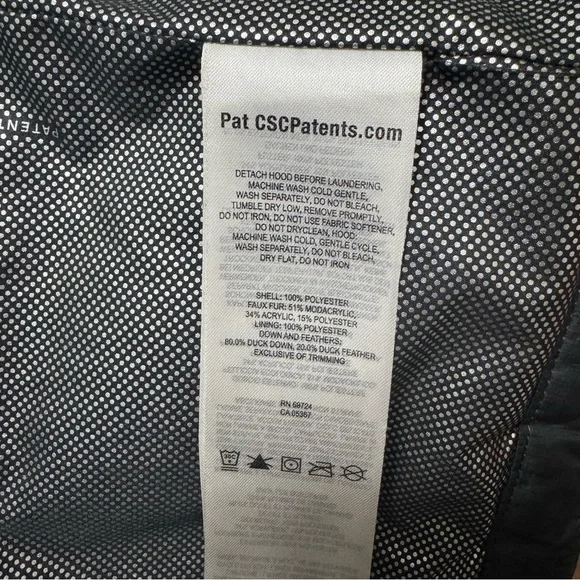 PATENT
Pat CSCPatents.com
DETACH HOOD BEFORE LAUNDERING,
MACHINE WASH COLD GENTLE,
WASH SEPARATELY, DO NOT BLEACH,
TUMBLE DRY LOW, REMOVE PROMPTLY,
DO NOT IRON, DO NOT USE FABRIC SOFTENER,
DO NOT DRYCLEAN, HOOD:
MACHINE WASH COLD, GENTLE CYCLE,
WASH SEPARATELY, DO NOT BLEACH,
DRY FLAT, DO NOT IRON
SHELL: 100% POLYESTER
FAUX FUR: 51% MODACRYLIC,
34% ACRYLIC, 15% POLYESTER
LINING: 100% POLYESTER
DOWN AND FEATHERS:
80.0% DUCK DOWN, 20.0% DUCK FEATHER
EXCLUSIVE OF TRIMMING
RN 69724
CA 05367
30C